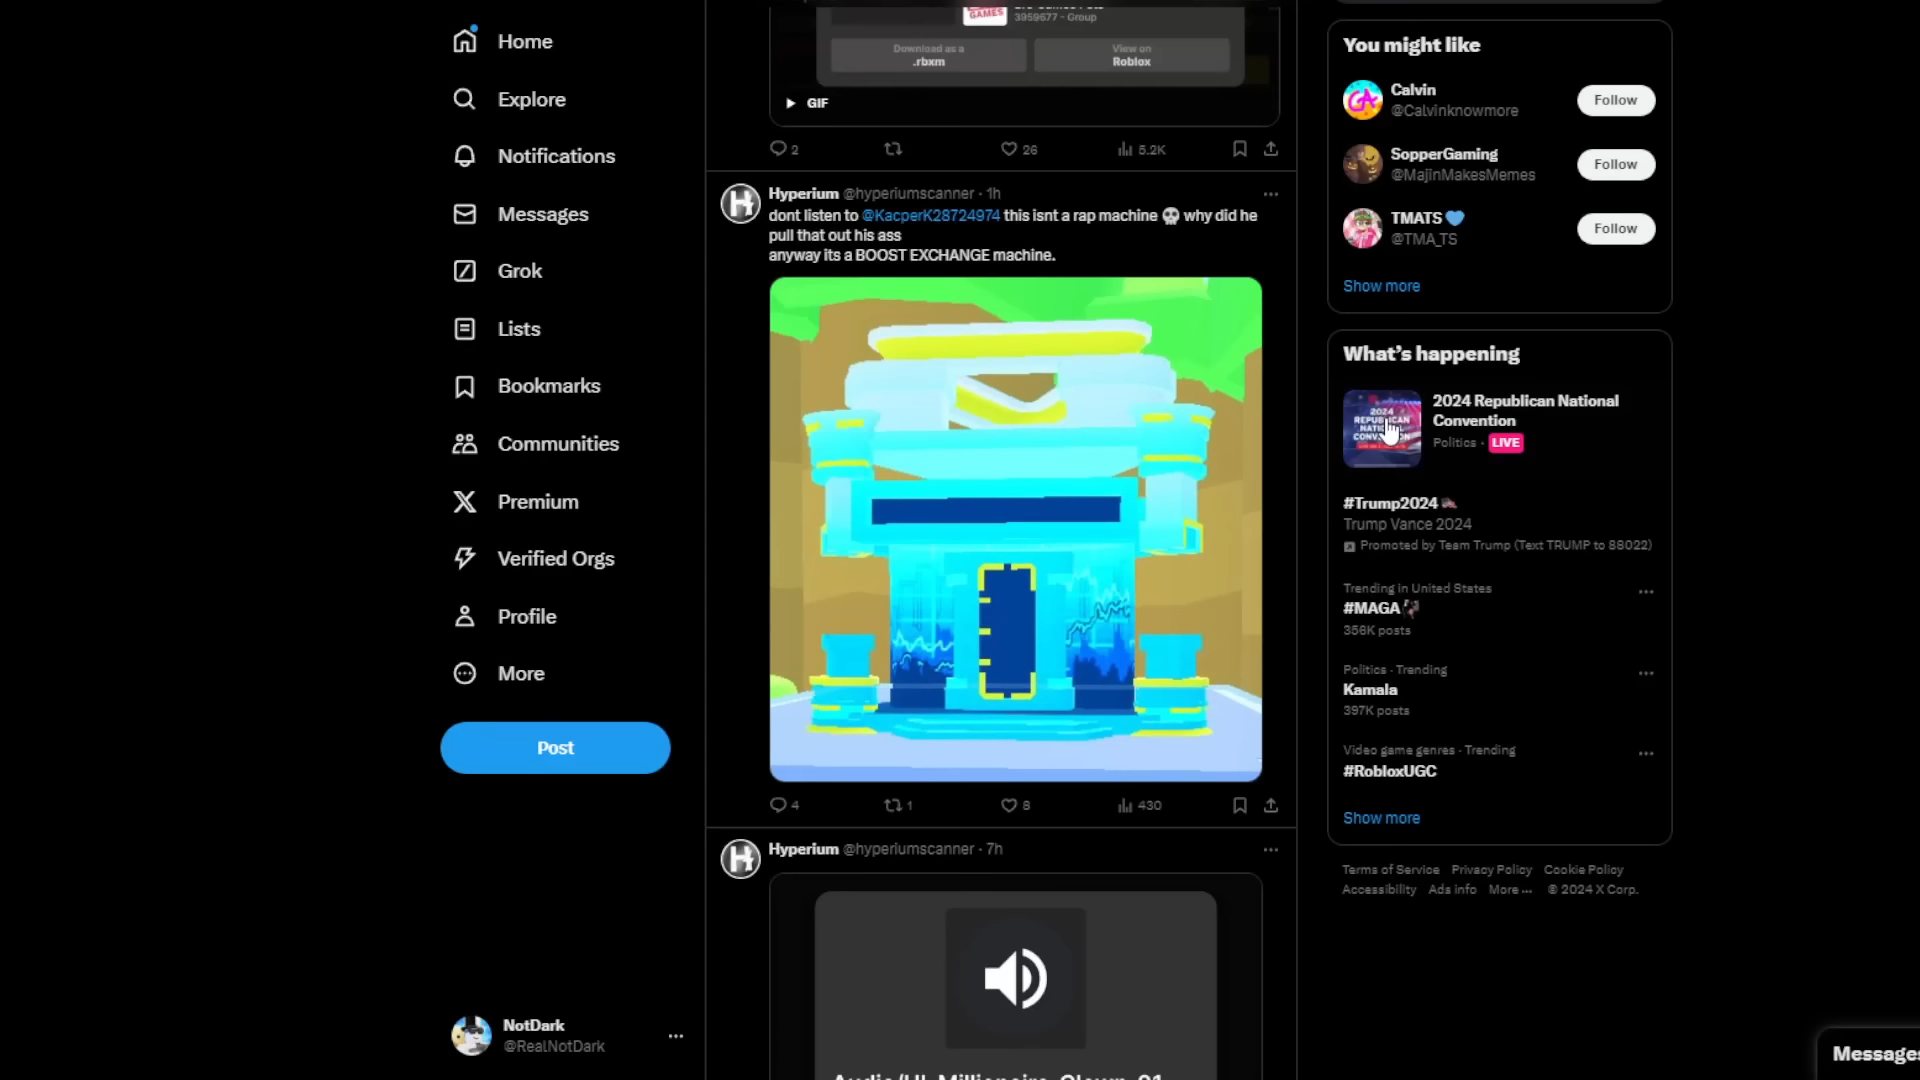 Home
Explore
Notifications
Messages
Grok
Lists
Bookmarks
Communities
Premium
Verified Orgs
Profile
More
Post
NotDark
@RealNotDark
GAMES
3959677 - Group
Download as a
.rbxm
View on
Roblox
GIF
2
26
5.2K
Hyperium @hyperiumscanner · 1h
dont listen to @KacperK28724974 this isnt a rap machine 💀 why did he
pull that out his ass
anyway its a BOOST EXCHANGE machine.
4
1
8
430
Hyperium @hyperiumscanner · 7h
You might like
Calvin
@Calvinknowmore
Follow
SopperGaming
@MajinMakesMemes
Follow
TMATS💙
@TMA_TS
Follow
Show more
What's happening
2024 Republican National
Convention
Politics · LIVE
#Trump2024
Trump Vance 2024
Promoted by Team Trump (Text TRUMP to 88022)
Trending in United States
#MAGA
356K posts
Politics · Trending
Kamala
397K posts
Video game genres · Trending
#RobloxUGC
Show more
Terms of Service Privacy Policy Cookie Policy
Accessibility Ads info More ... © 2024 X Corp.
Messages